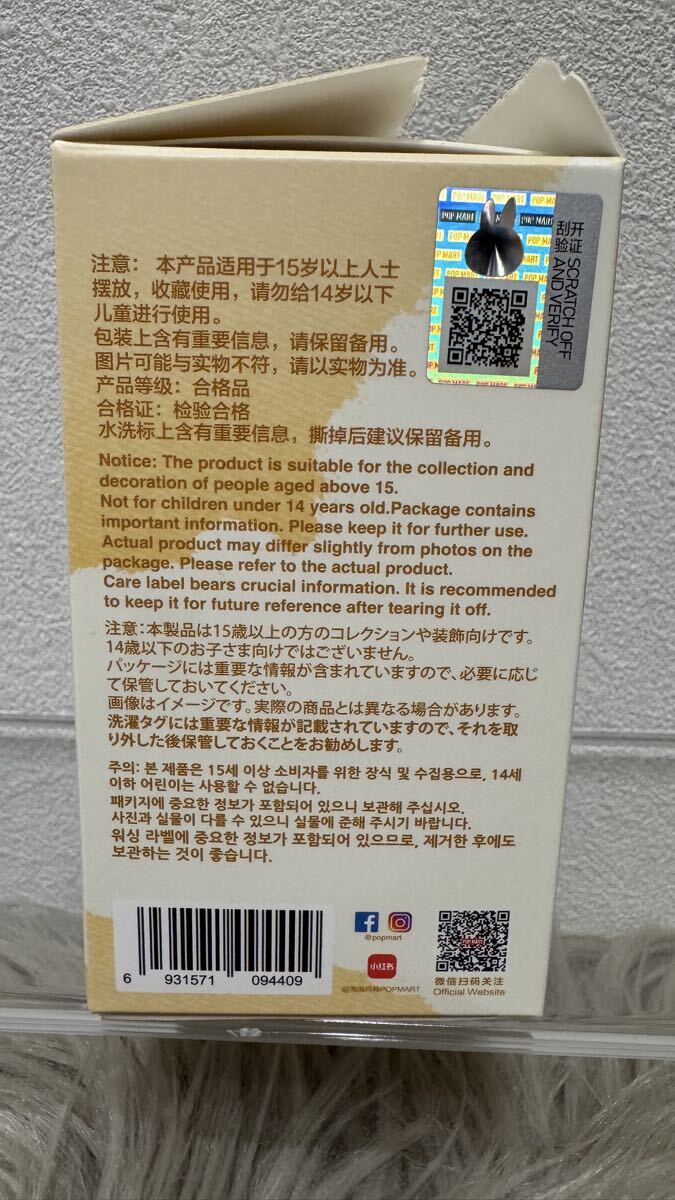 POP MART
POP MART
POP MART
刮开
验证
SCRATCH OFF
AND VERIFY
注意: 本产品适用于15岁以上人士
摆放，收藏使用，请勿给14岁以下
儿童进行使用。
包装上含有重要信息，请保留备用。
图片可能与实物不符，请以实物为准。
产品等级: 合格品
合格证: 检验合格
水洗标上含有重要信息，撕掉后建议保留备用。
Notice: The product is suitable for the collection and
decoration of people aged above 15.
Not for children under 14 years old.Package contains
important information. Please keep it for further use.
Actual product may differ slightly from photos on the
package. Please refer to the actual product.
Care label bears crucial information. It is recommended
to keep it for future reference after tearing it off.
注意:本製品は15歳以上の方のコレクションや装飾向けです。
14歳以下のお子さま向けではございません。
パッケージには重要な情報が含まれていますので、必要に応じ
て保管しておいてください。
画像はイメージです。実際の商品とは異なる場合があります。
洗濯タグには重要な情報が記載されていますので、それを取
り外した後保管しておくことをお勧めします。
주의: 본 제품은 15세 이상 소비자를 위한 장식 및 수집용으로, 14세
이하 어린이는 사용할 수 없습니다.
패키지에 중요한 정보가 포함되어 있으니 보관해 주십시오.
사진과 실물이 다를 수 있으니 실물에 준해 주시기 바랍니다.
워싱 라벨에 중요한 정보가 포함되어 있으므로, 제거한 후에도
보관하는 것이 좋습니다.
6 931571 094409
@popmart
小红书
@泡泡玛特POPMART
POP MART
微信扫码关注
Official Website